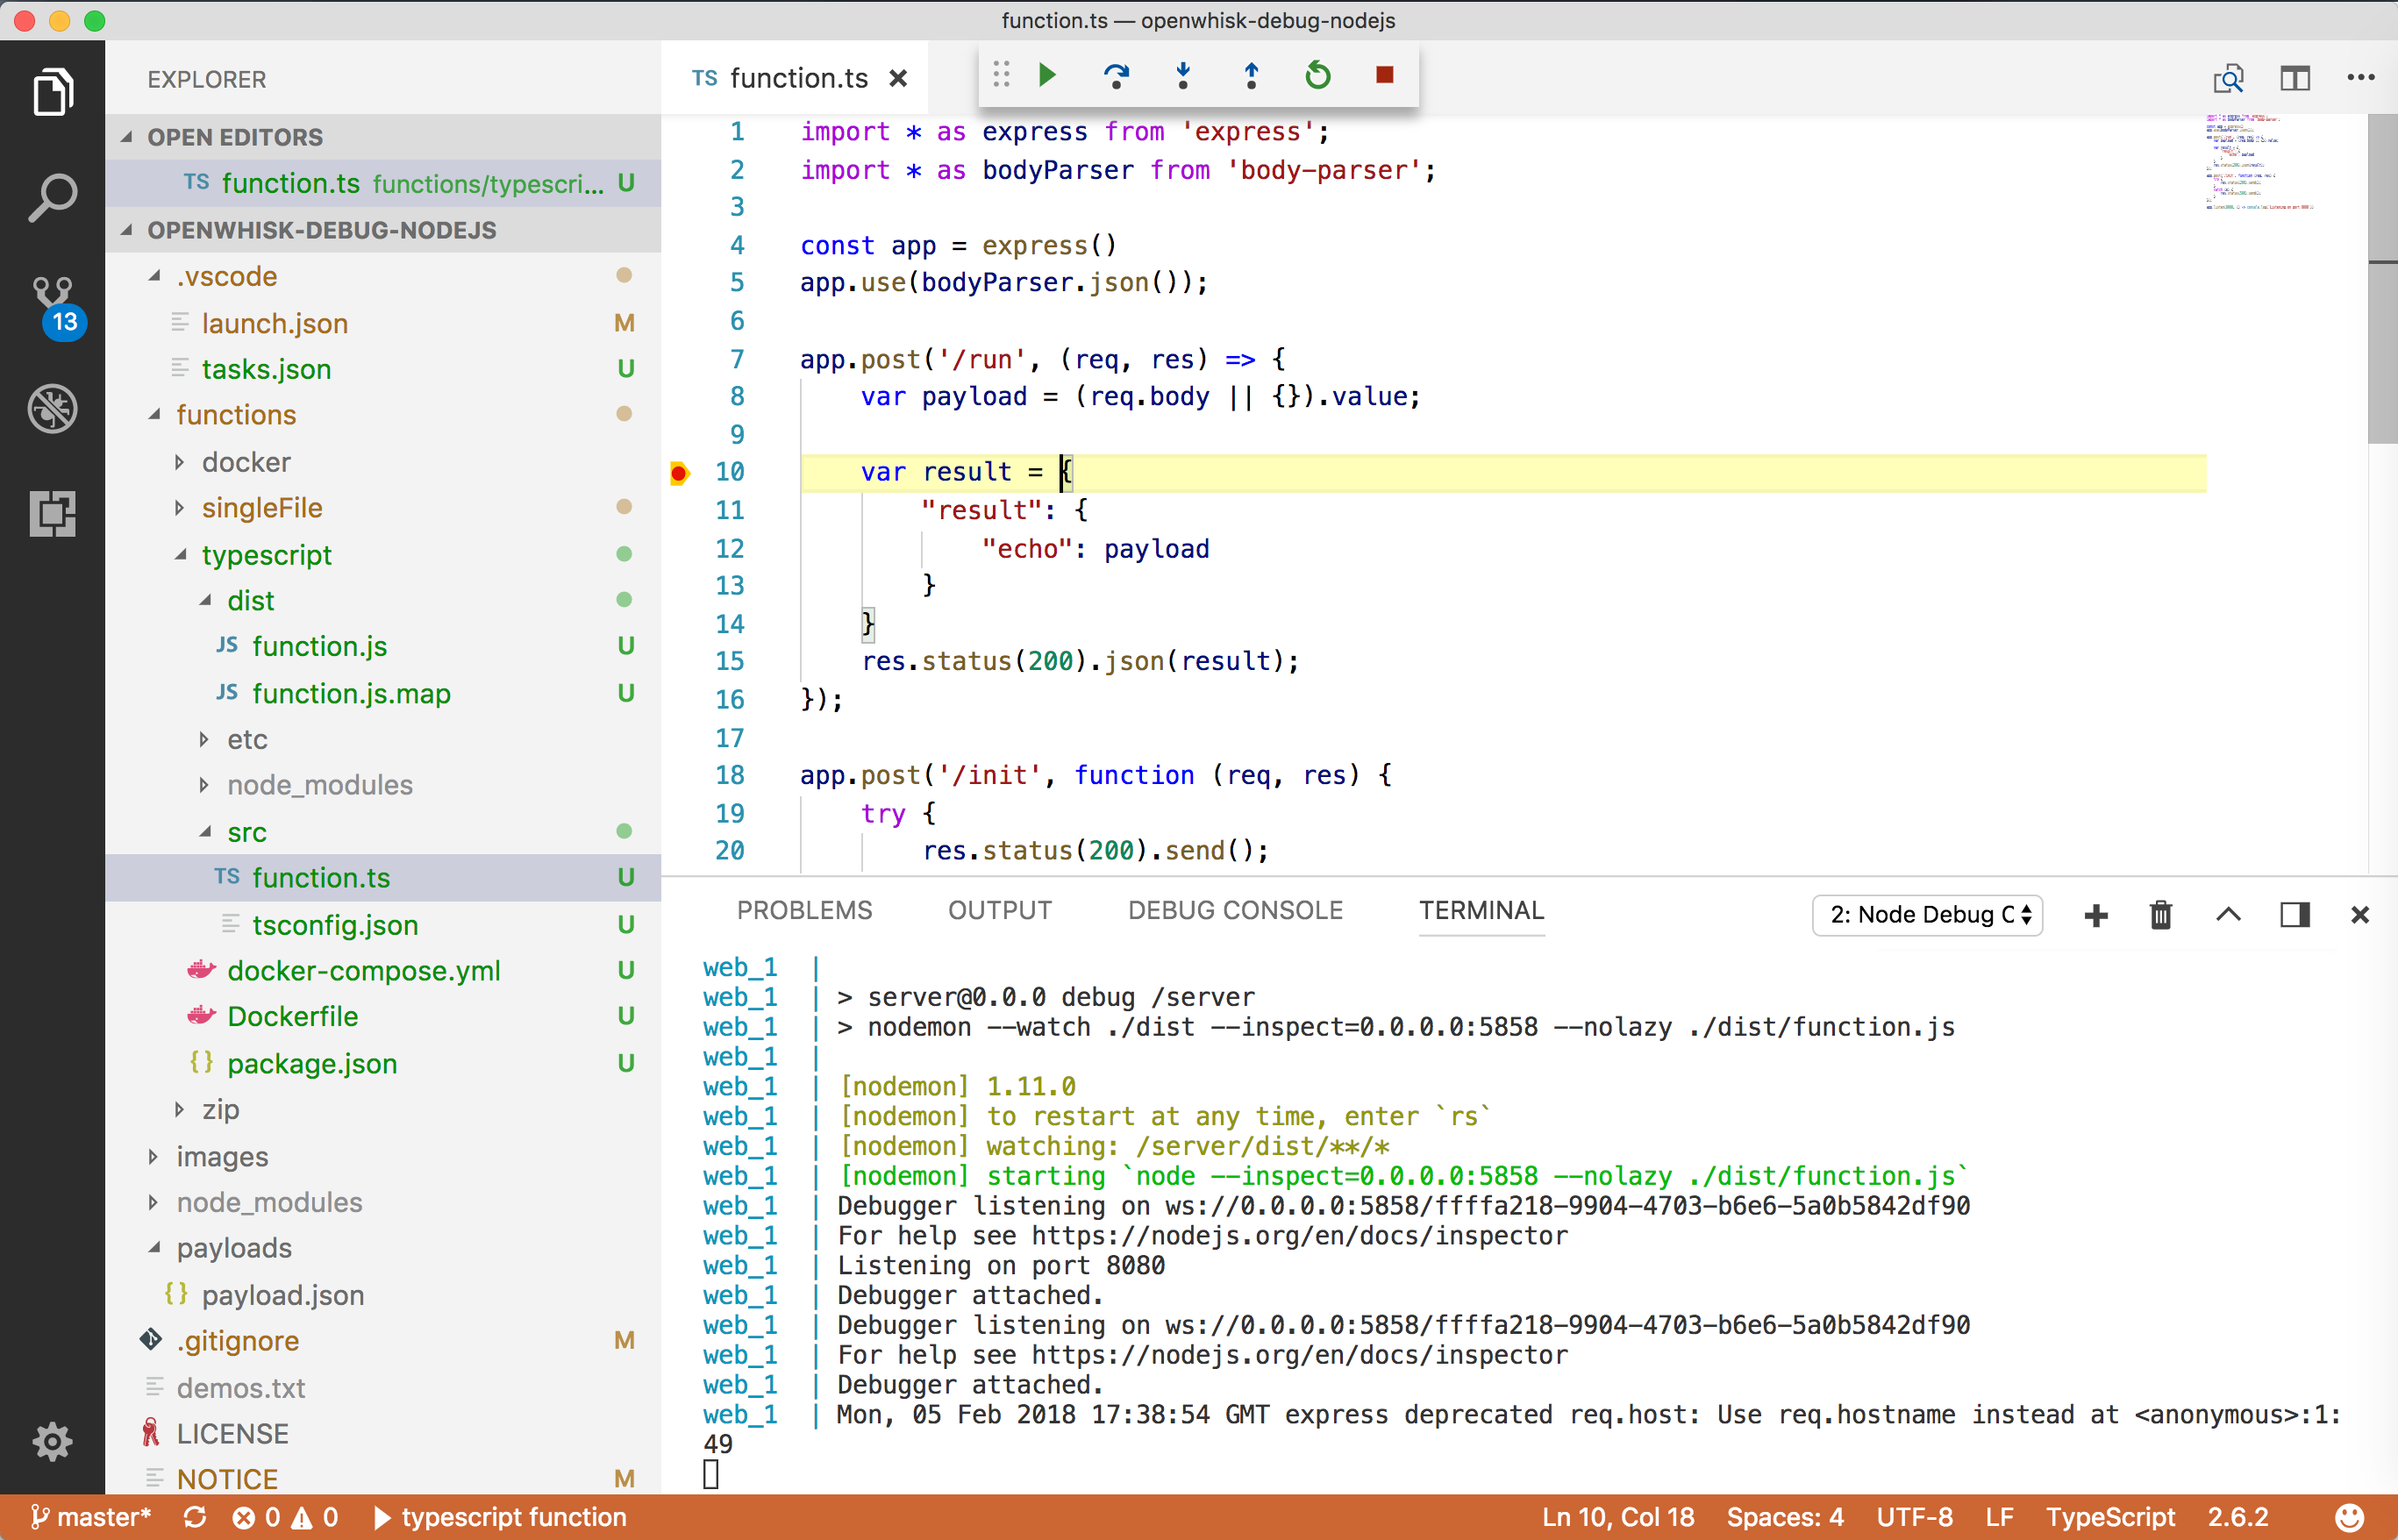 function.ts — openwhisk-debug-nodejs
EXPLORER
OPEN EDITORS
TS function.ts functions/typescri... U
OPENWHISK-DEBUG-NODEJS
.vscode
launch.json M
tasks.json U
functions
docker
singleFile
typescript
dist
JS function.js U
JS function.js.map U
etc
node_modules
src
TS function.ts U
tsconfig.json U
docker-compose.yml U
Dockerfile U
{} package.json U
zip
images
node_modules
payloads
{} payload.json
.gitignore M
demos.txt
LICENSE
NOTICE M
13
TS function.ts ×
1 import * as express from 'express';
2 import * as bodyParser from 'body-parser';
3
4 const app = express()
5 app.use(bodyParser.json());
6
7 app.post('/run', (req, res) => {
8     var payload = (req.body || {}).value;
9
10     var result = {
11         "result": {
12             "echo": payload
13         }
14     }
15     res.status(200).json(result);
16 });
17
18 app.post('/init', function (req, res) {
19     try {
20         res.status(200).send();
PROBLEMS OUTPUT DEBUG CONSOLE TERMINAL 2: Node Debug C
web_1  |
web_1  | > server@0.0.0 debug /server
web_1  | > nodemon --watch ./dist --inspect=0.0.0.0:5858 --nolazy ./dist/function.js
web_1  |
web_1  | [nodemon] 1.11.0
web_1  | [nodemon] to restart at any time, enter `rs`
web_1  | [nodemon] watching: /server/dist/**/*
web_1  | [nodemon] starting `node --inspect=0.0.0.0:5858 --nolazy ./dist/function.js`
web_1  | Debugger listening on ws://0.0.0.0:5858/ffffa218-9904-4703-b6e6-5a0b5842df90
web_1  | For help see https://nodejs.org/en/docs/inspector
web_1  | Listening on port 8080
web_1  | Debugger attached.
web_1  | Debugger listening on ws://0.0.0.0:5858/ffffa218-9904-4703-b6e6-5a0b5842df90
web_1  | For help see https://nodejs.org/en/docs/inspector
web_1  | Debugger attached.
web_1  | Mon, 05 Feb 2018 17:38:54 GMT express deprecated req.host: Use req.hostname instead at <anonymous>:1:
49
master* 0 0 typescript function Ln 10, Col 18 Spaces: 4 UTF-8 LF TypeScript 2.6.2